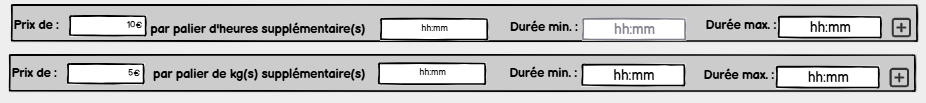 Prix de : 10€ par palier d'heures supplémentaire(s) hh:mm Durée min. : hh:mm Durée max. : hh:mm +
Prix de : 5€ par palier de kg(s) supplémentaire(s) hh:mm Durée min. : hh:mm Durée max. : hh:mm +